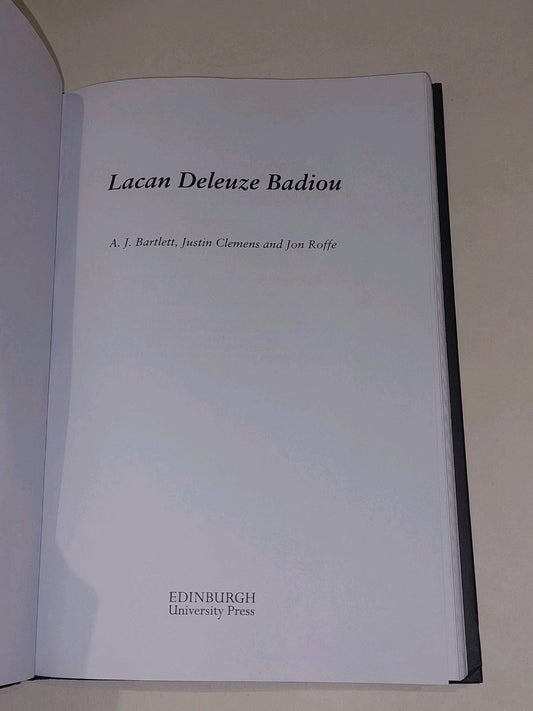 Lacan Deleuze Badiou
A. J. Bartlett, Justin Clemens and Jon Roffe
EDINBURGH
University Press